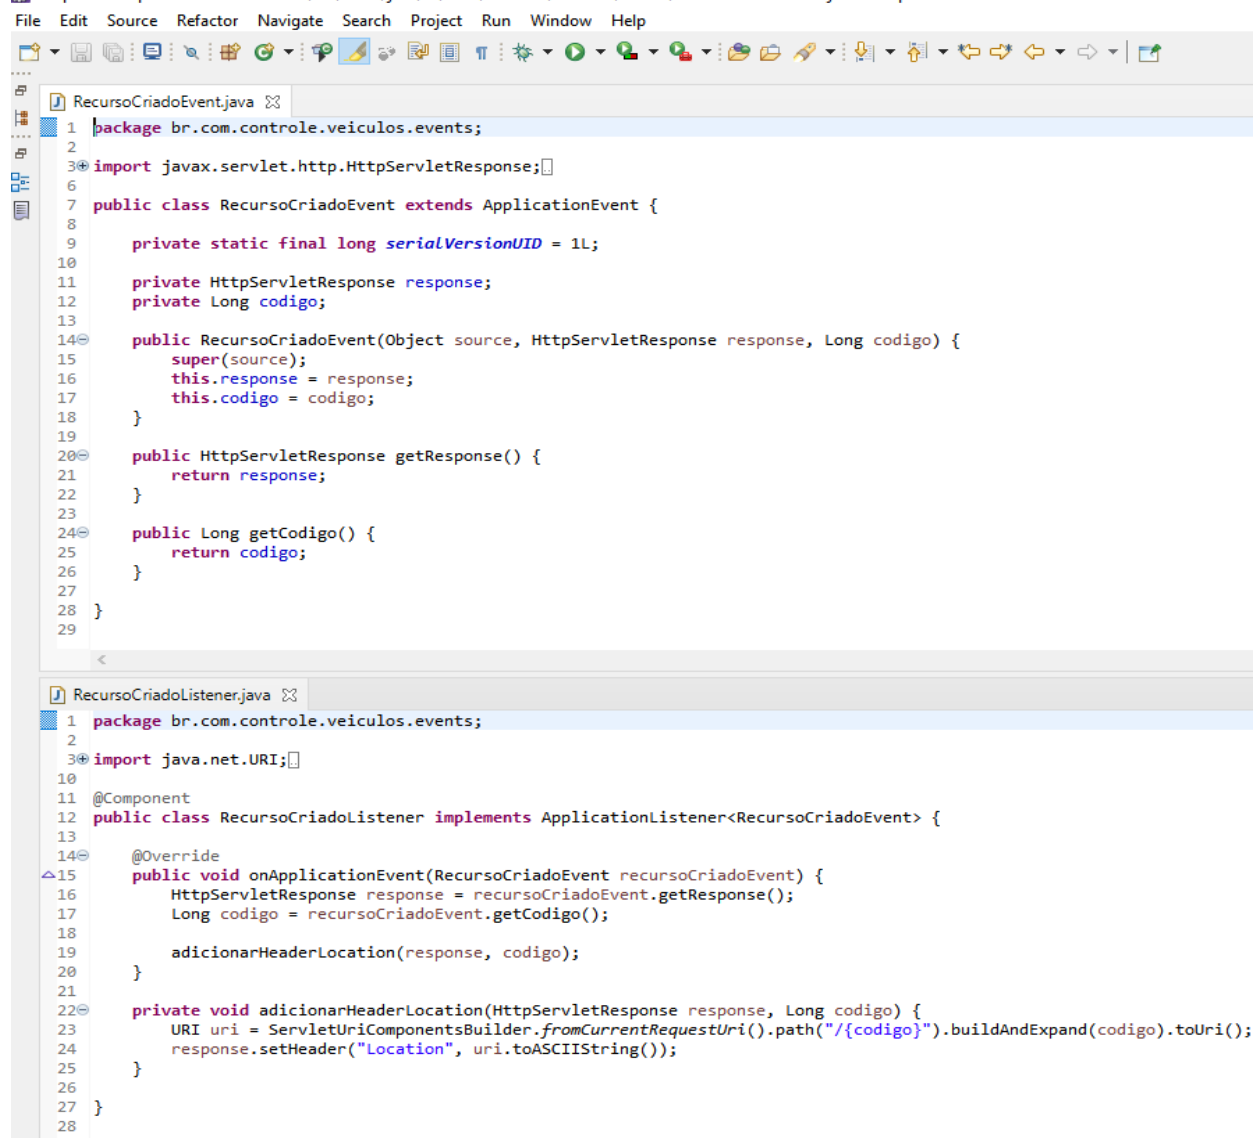 File Edit Source Refactor Navigate Search Project Run Window Help
RecursoCriadoEvent.java
1 package br.com.controle.veiculos.events;
2
3 import javax.servlet.http.HttpServletResponse;
6
7 public class RecursoCriadoEvent extends ApplicationEvent {
8
9 private static final long serialVersionUID = 1L;
10
11 private HttpServletResponse response;
12 private Long codigo;
13
14 public RecursoCriadoEvent(Object source, HttpServletResponse response, Long codigo) {
15 super(source);
16 this.response = response;
17 this.codigo = codigo;
18 }
19
20 public HttpServletResponse getResponse() {
21 return response;
22 }
23
24 public Long getCodigo() {
25 return codigo;
26 }
27
28 }
29
RecursoCriadoListener.java
1 package br.com.controle.veiculos.events;
2
3 import java.net.URI;
10
11 @Component
12 public class RecursoCriadoListener implements ApplicationListener<RecursoCriadoEvent> {
13
14 @Override
15 public void onApplicationEvent(RecursoCriadoEvent recursoCriadoEvent) {
16 HttpServletResponse response = recursoCriadoEvent.getResponse();
17 Long codigo = recursoCriadoEvent.getCodigo();
18
19 adicionarHeaderLocation(response, codigo);
20 }
21
22 private void adicionarHeaderLocation(HttpServletResponse response, Long codigo) {
23 URI uri = ServletUriComponentsBuilder.fromCurrentRequestUri().path("/{codigo}").buildAndExpand(codigo).toUri();
24 response.setHeader("Location", uri.toASCIIString());
25 }
26
27 }
28